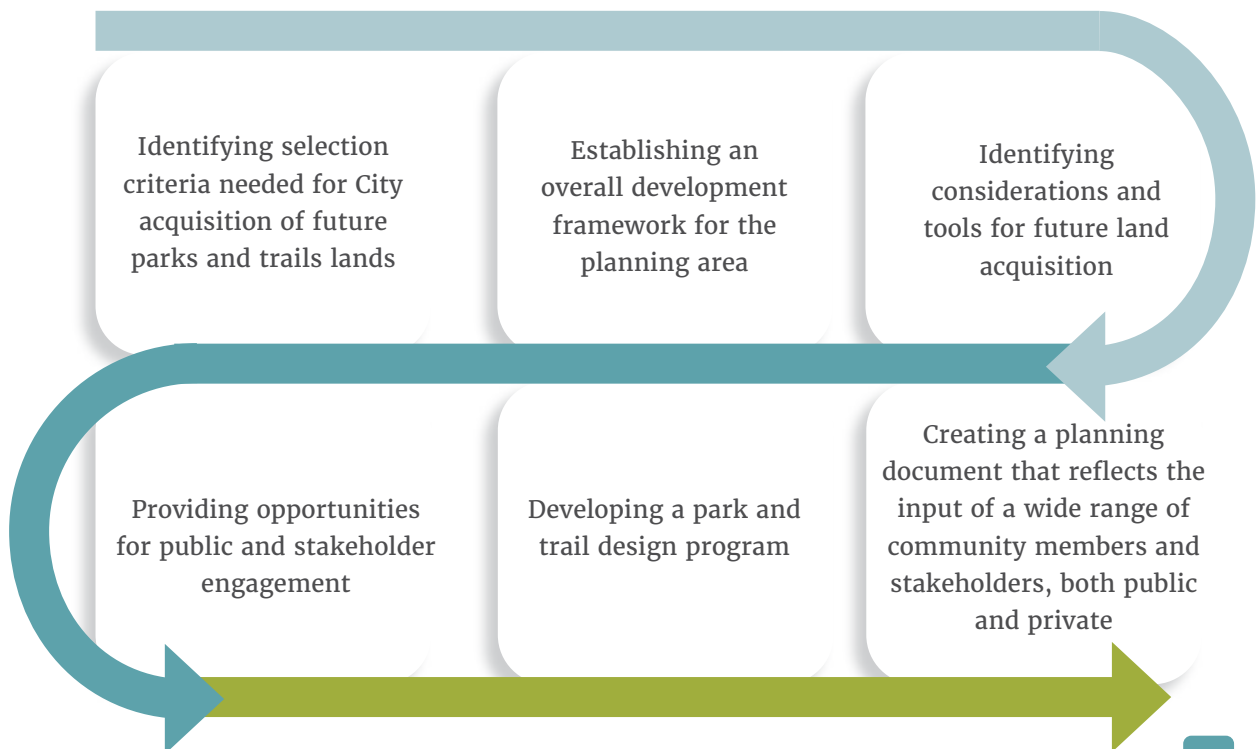 Identifying selection
criteria needed for City
acquisition of future
parks and trails lands
Establishing an
overall development
framework for the
planning area
Identifying
considerations and
tools for future land
acquisition
Providing opportunities
for public and stakeholder
engagement
Developing a park and
trail design program
Creating a planning
document that reflects the
input of a wide range of
community members and
stakeholders, both public
and private